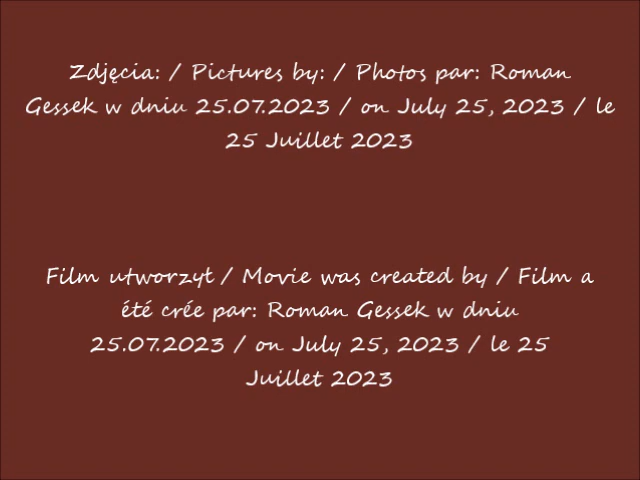 Zdjęcia: / Pictures by: / Photos par: Roman
Gessek w dniu 25.07.2023 / on July 25, 2023 / le
25 Juillet 2023
Film utworzył / Movie was created by / Film a
été crée par: Roman Gessek w dniu
25.07.2023 / on July 25, 2023 / le 25
Juillet 2023